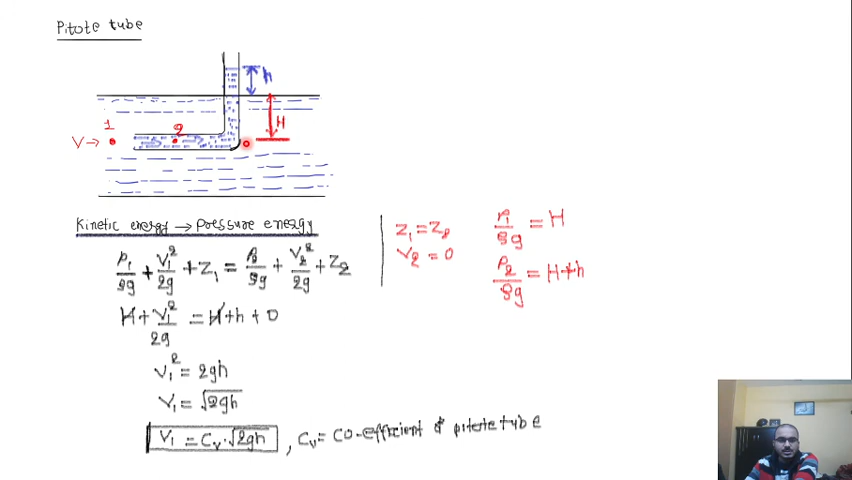 Pitote tube
h
1
2
H
V→
Kinetic energy → Pressure energy
Z₁ = Z₂
P₁/ρg = H
V₂ = 0
P₂/ρg = H+h
P₁/ρg + V₁²/2g + Z₁ = P₂/ρg + V₂²/2g + Z₂
H + V₁²/2g = H + h + 0
V₁² = 2gh
V₁ = √2gh
V₁ = Cᵥ.√2gh , Cᵥ = CO-efficient of pitote tube